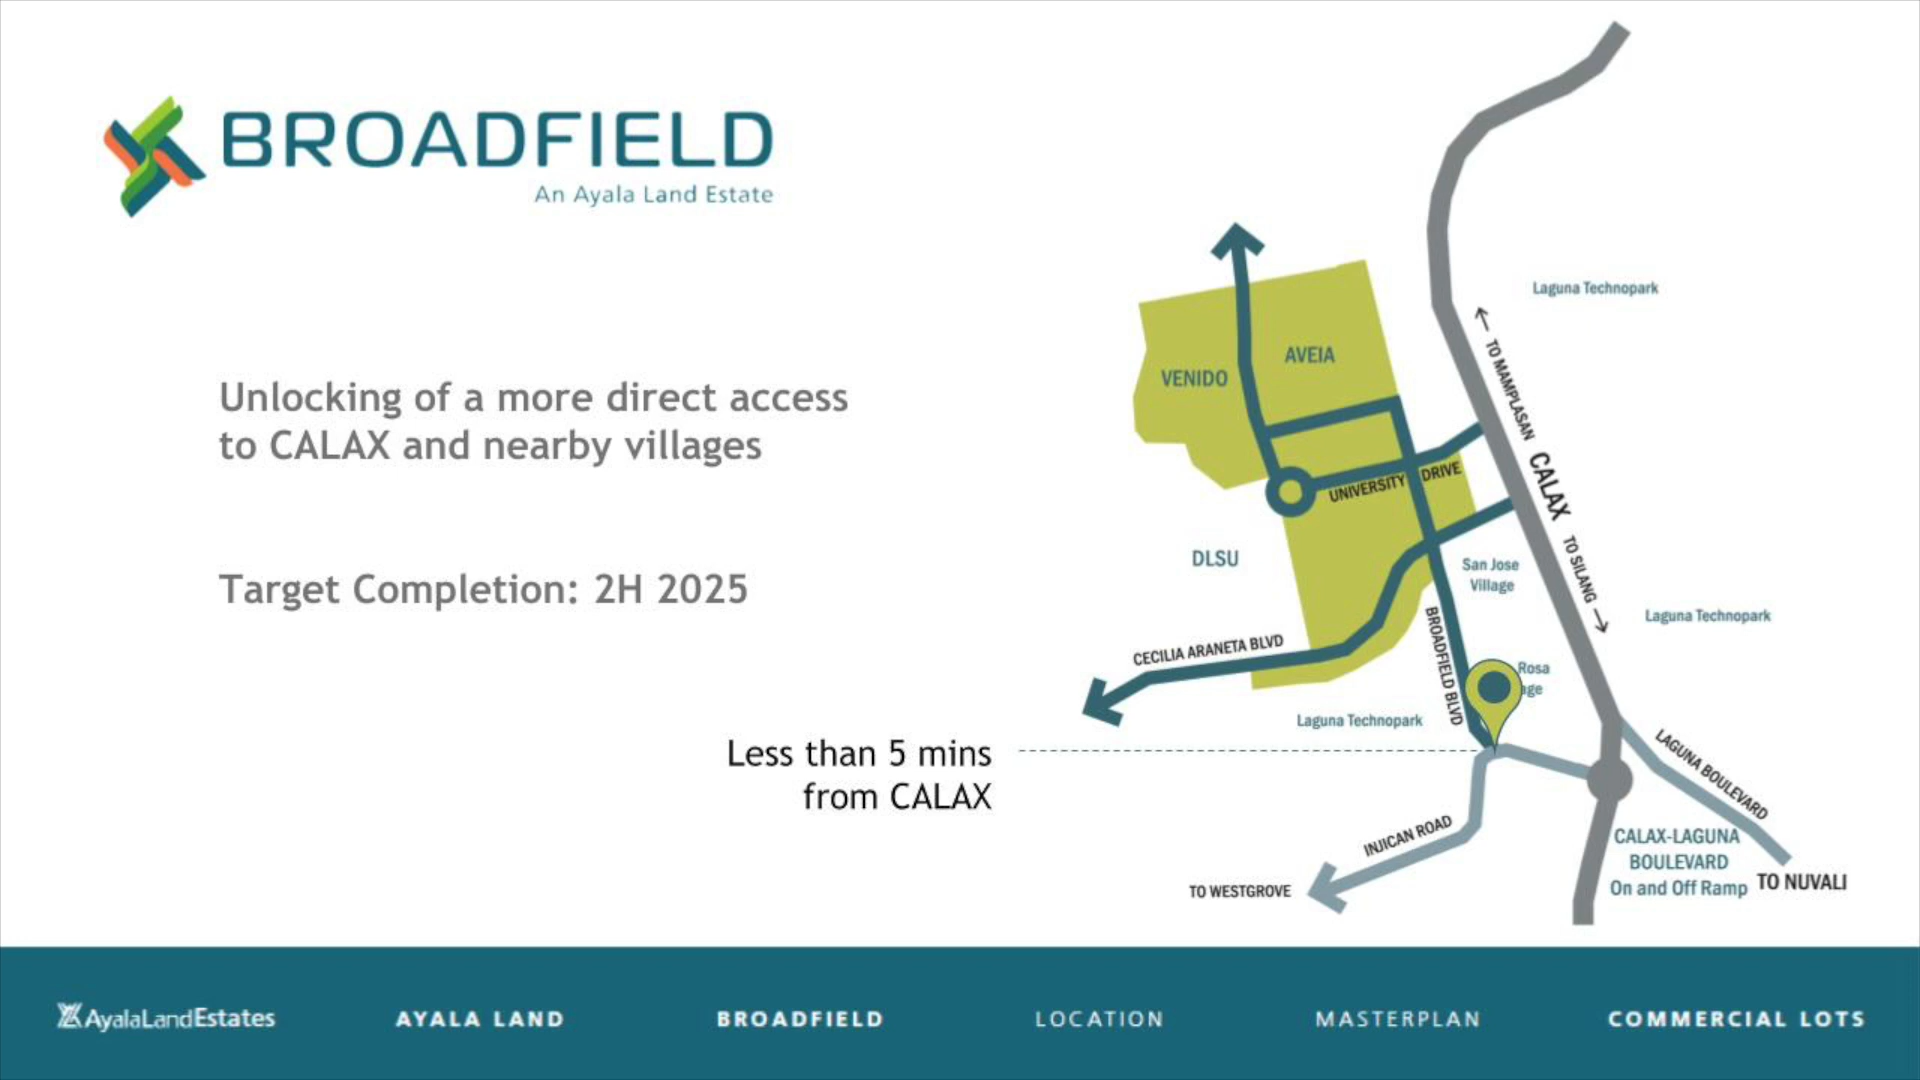 BROADFIELD
An Ayala Land Estate
Unlocking of a more direct access
to CALAX and nearby villages
Target Completion: 2H 2025
Less than 5 mins
from CALAX
Laguna Technopark
TO MAMPLASAN
CALAX
TO SILANG
AVEIA
VENIDO
UNIVERSITY DRIVE
DLSU
San Jose
Village
Laguna Technopark
CECILIA ARANETA BLVD
BROADFIELD BLVD
Rosa
Laguna Technopark
LAGUNA BOULEVARD
INJICAN ROAD
CALAX-LAGUNA
BOULEVARD
On and Off Ramp
TO NUVALI
TO WESTGROVE
AyalaLandEstates
AYALA LAND
BROADFIELD
LOCATION
MASTERPLAN
COMMERCIAL LOTS